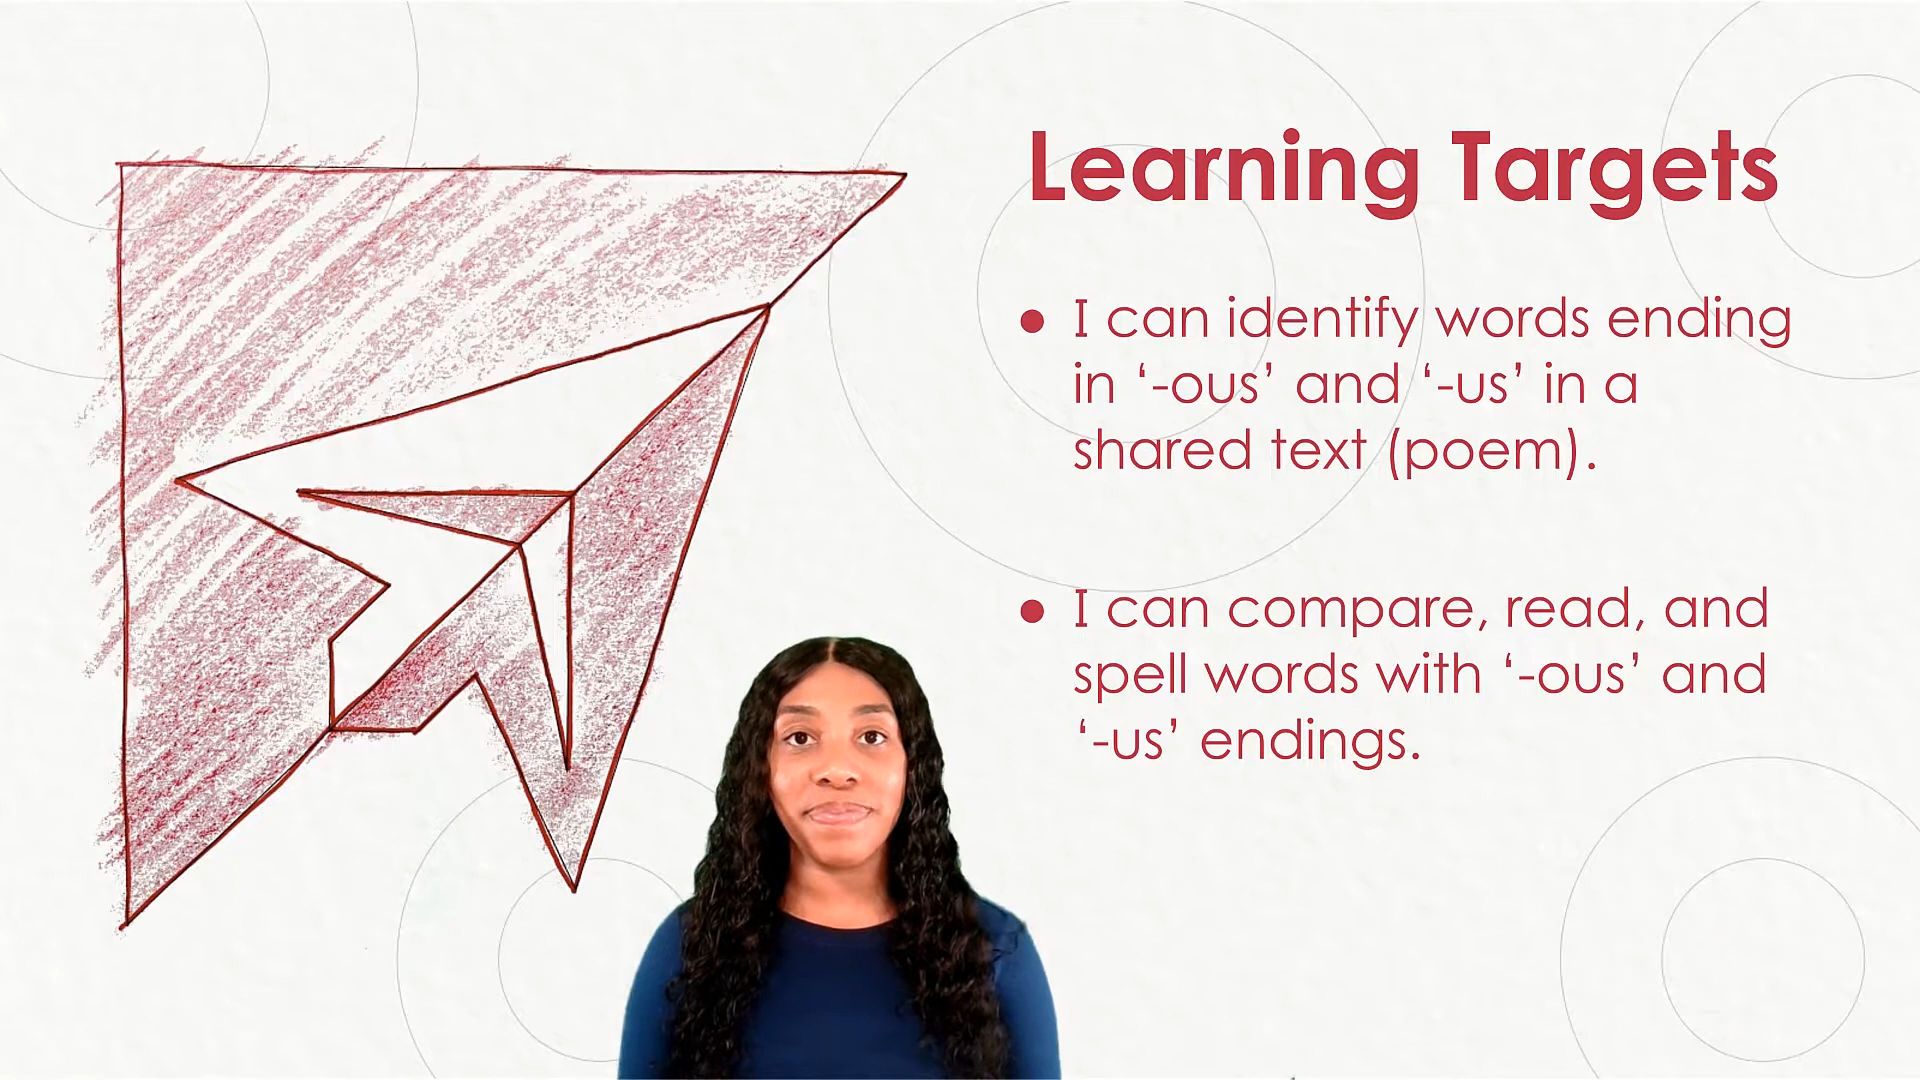 Learning Targets
● I can identify words ending
in ‘-ous’ and ‘-us’ in a
shared text (poem).
● I can compare, read, and
spell words with ‘-ous’ and
‘-us’ endings.